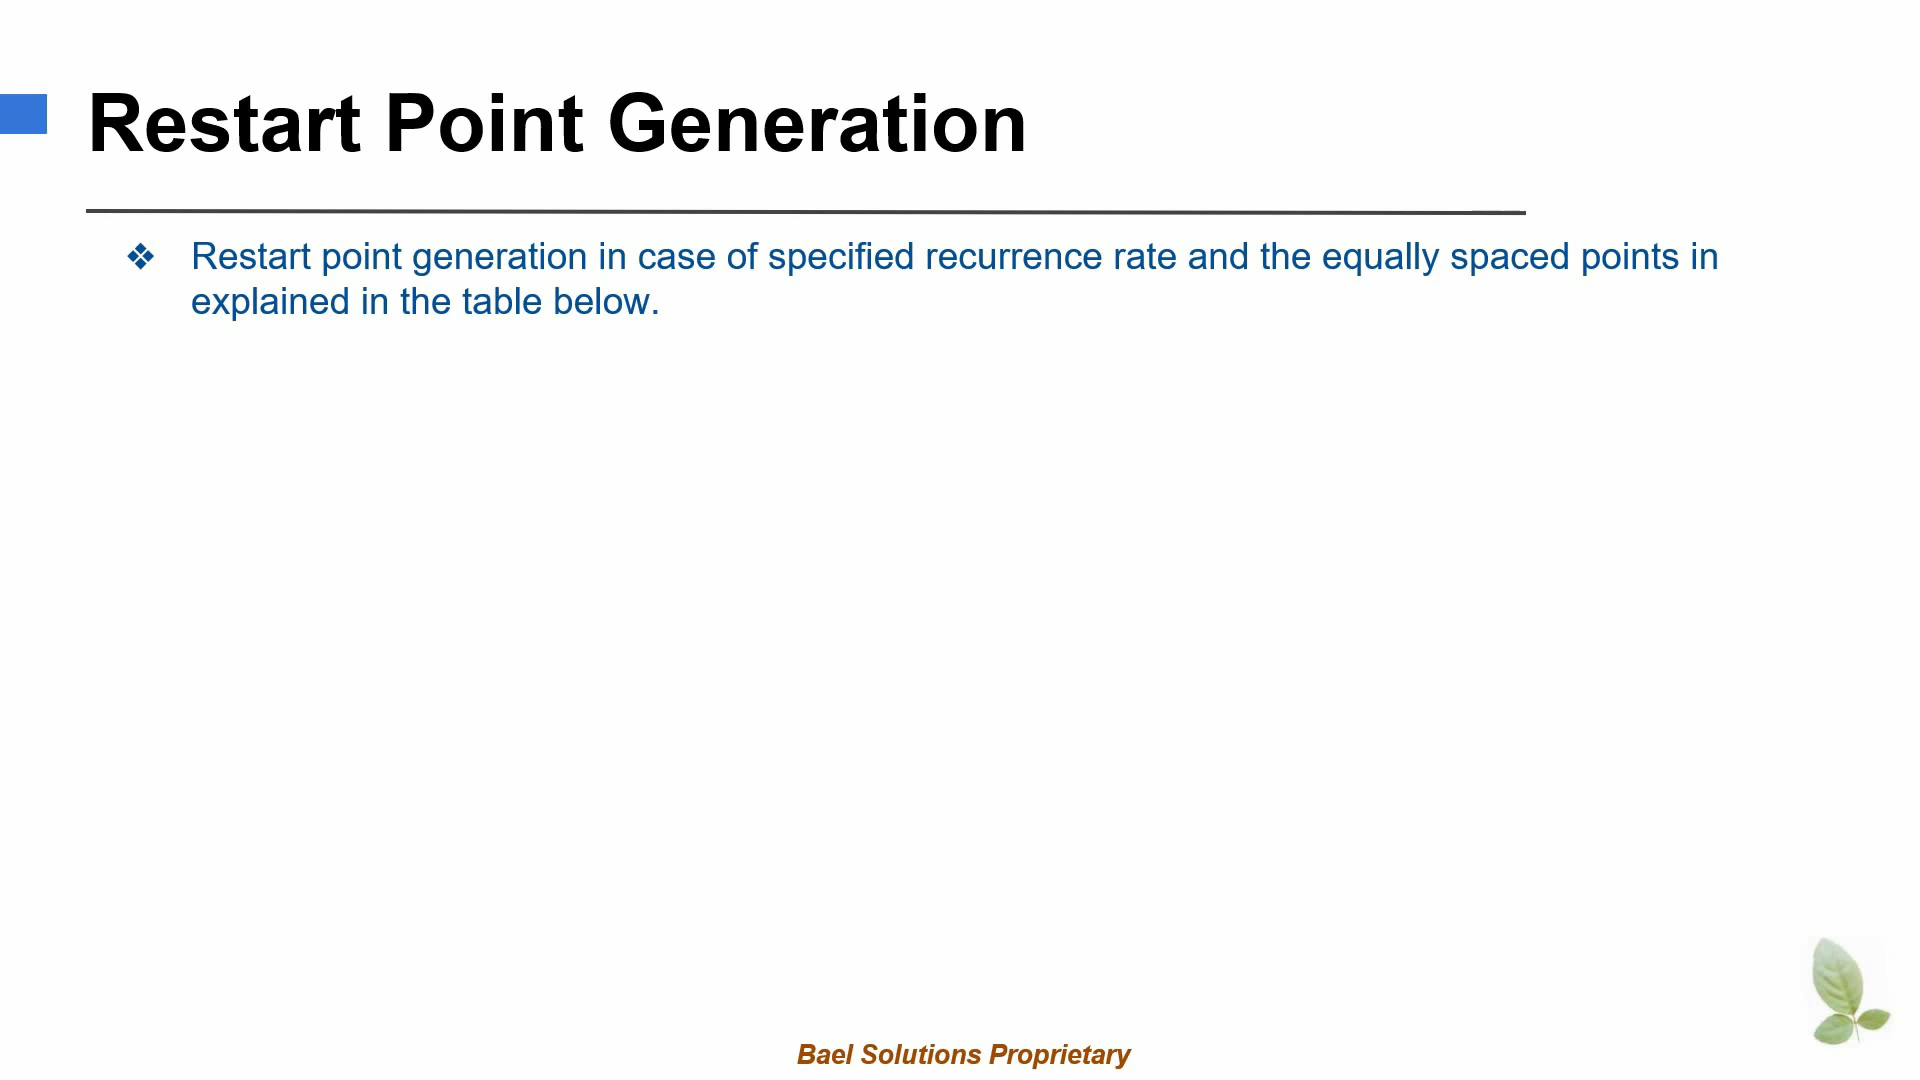 Restart Point Generation
❖ Restart point generation in case of specified recurrence rate and the equally spaced points in
explained in the table below.
Bael Solutions Proprietary